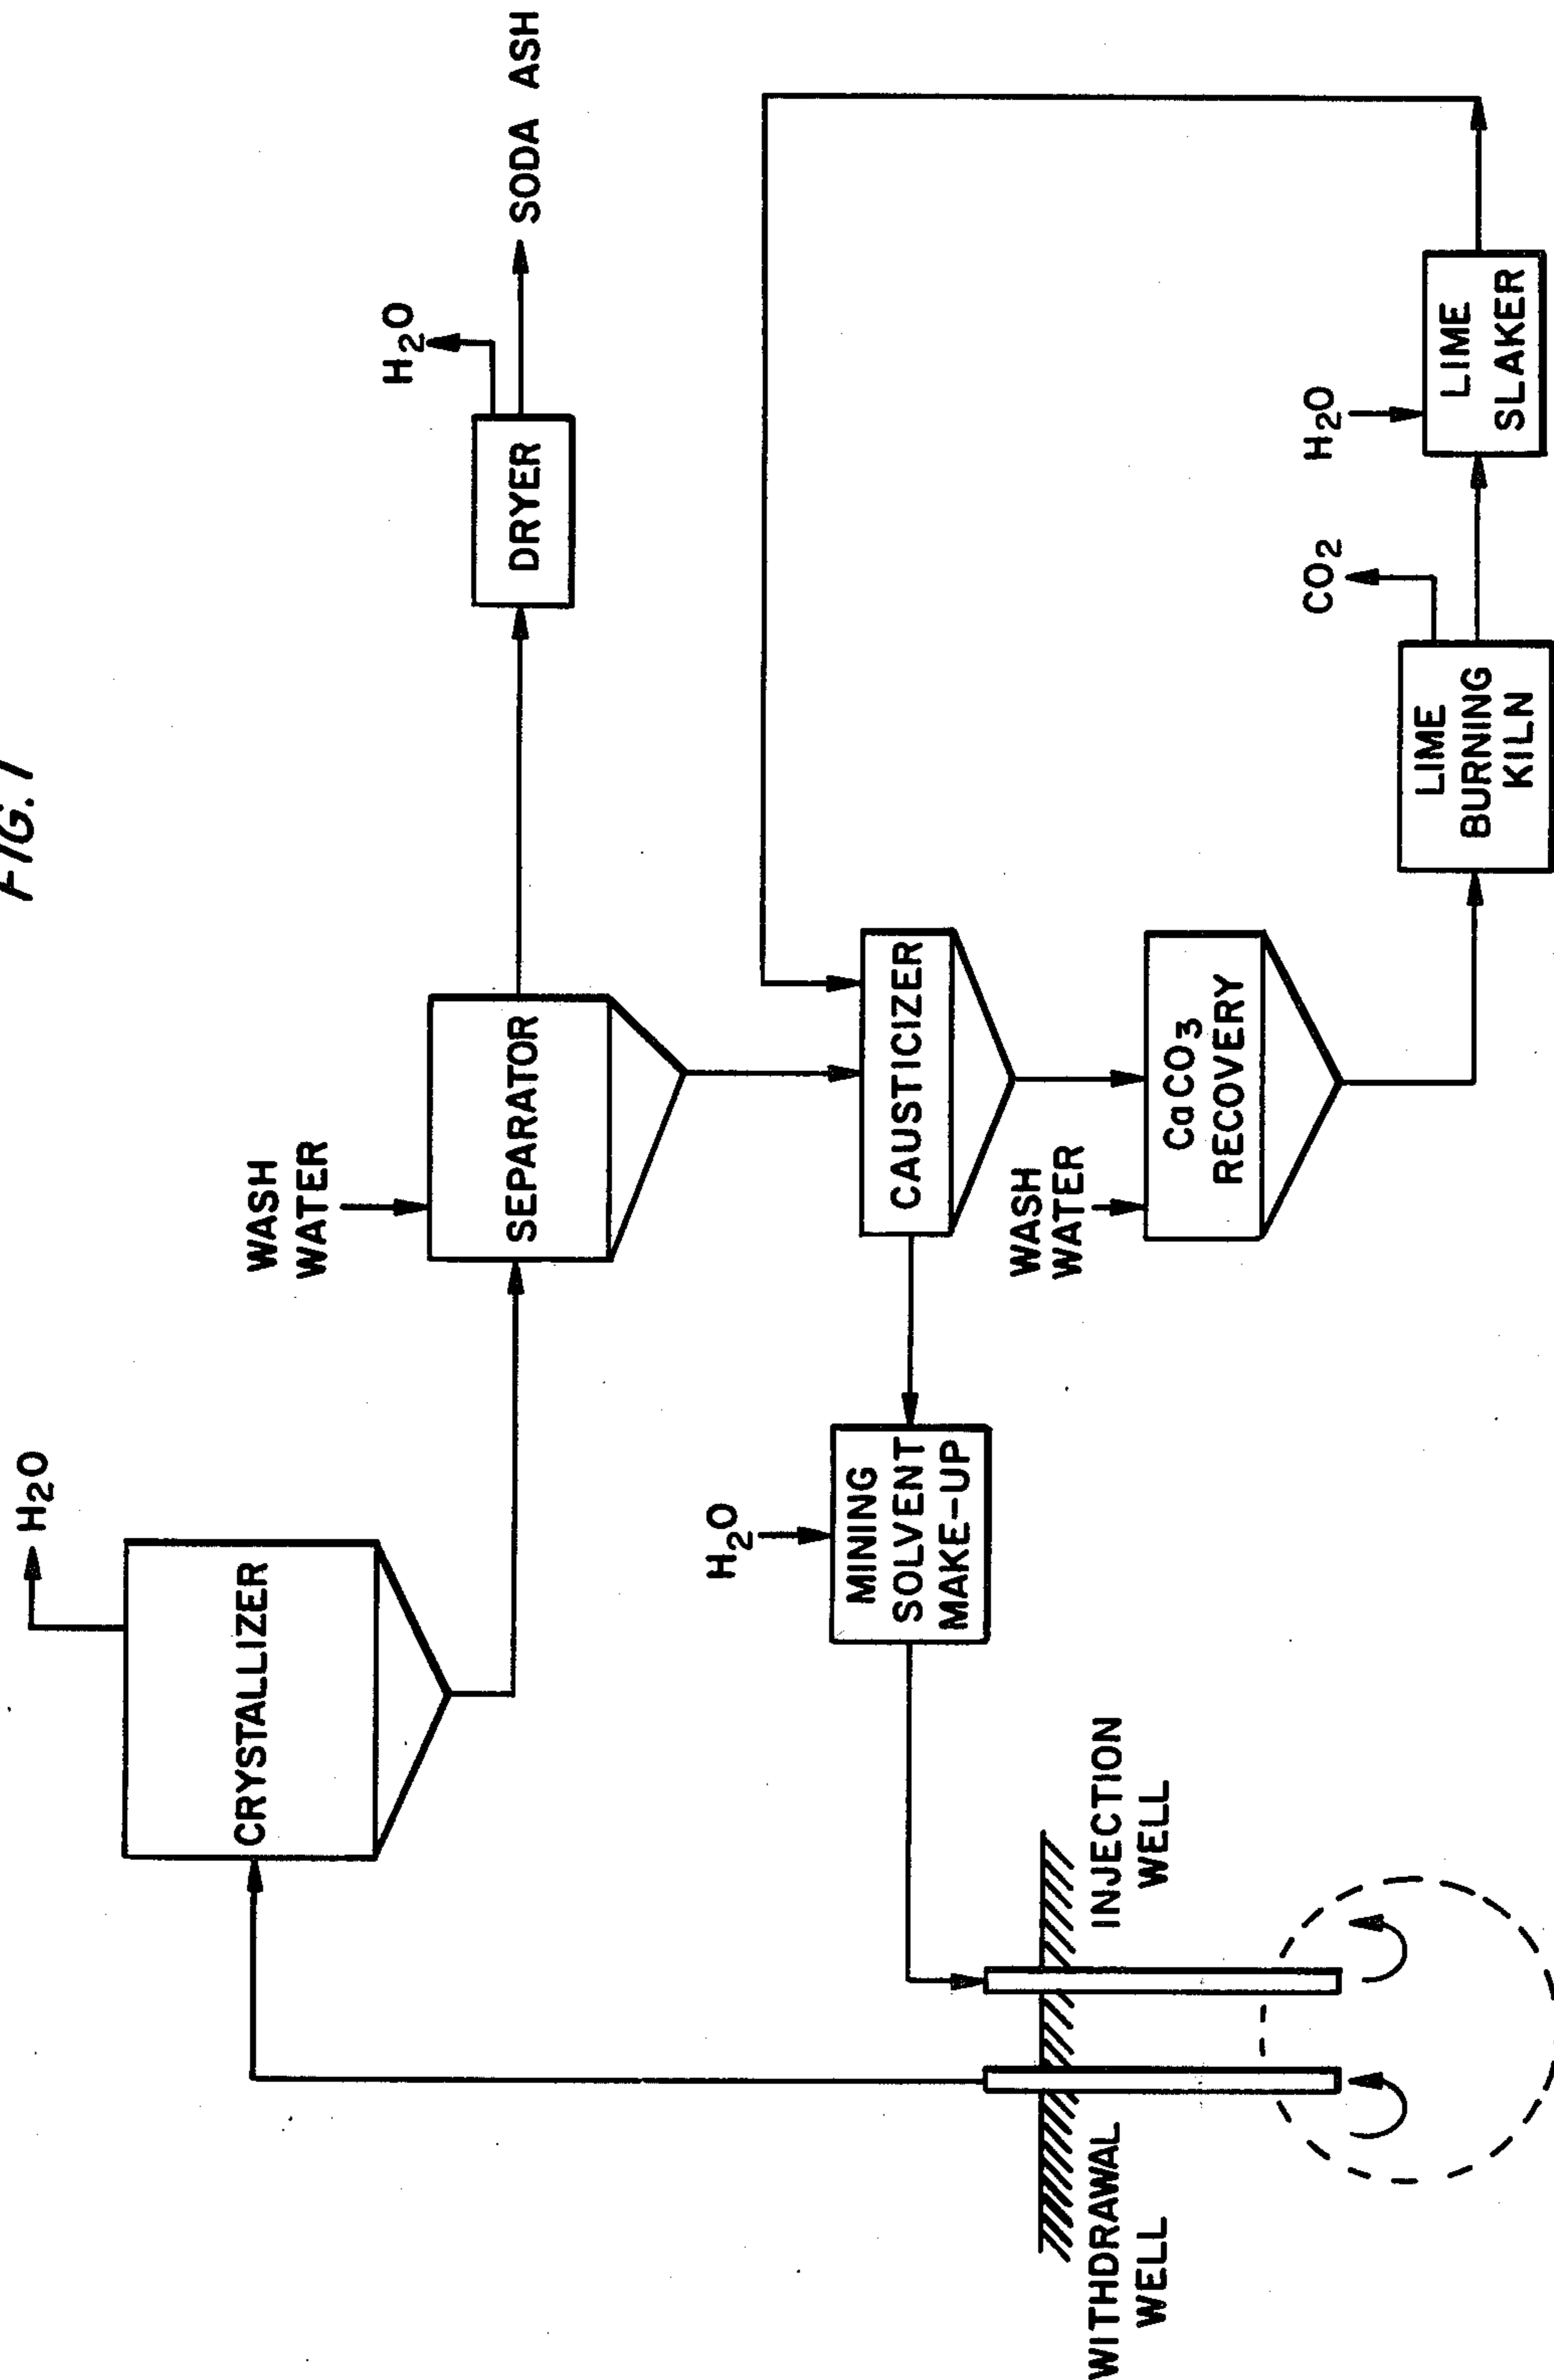 FIG. 1
H₂O
CRYSTALLIZER
WASH
WATER
SEPARATOR
H₂O
DRYER
SODA ASH
H₂O
MINING
SOLVENT
MAKE-UP
CAUSTICIZER
WASH
WATER
CaCO₃
RECOVERY
CO₂
LIME
BURNING
KILN
H₂O
LIME
SLAKER
WITHDRAWAL
WELL
INJECTION
WELL